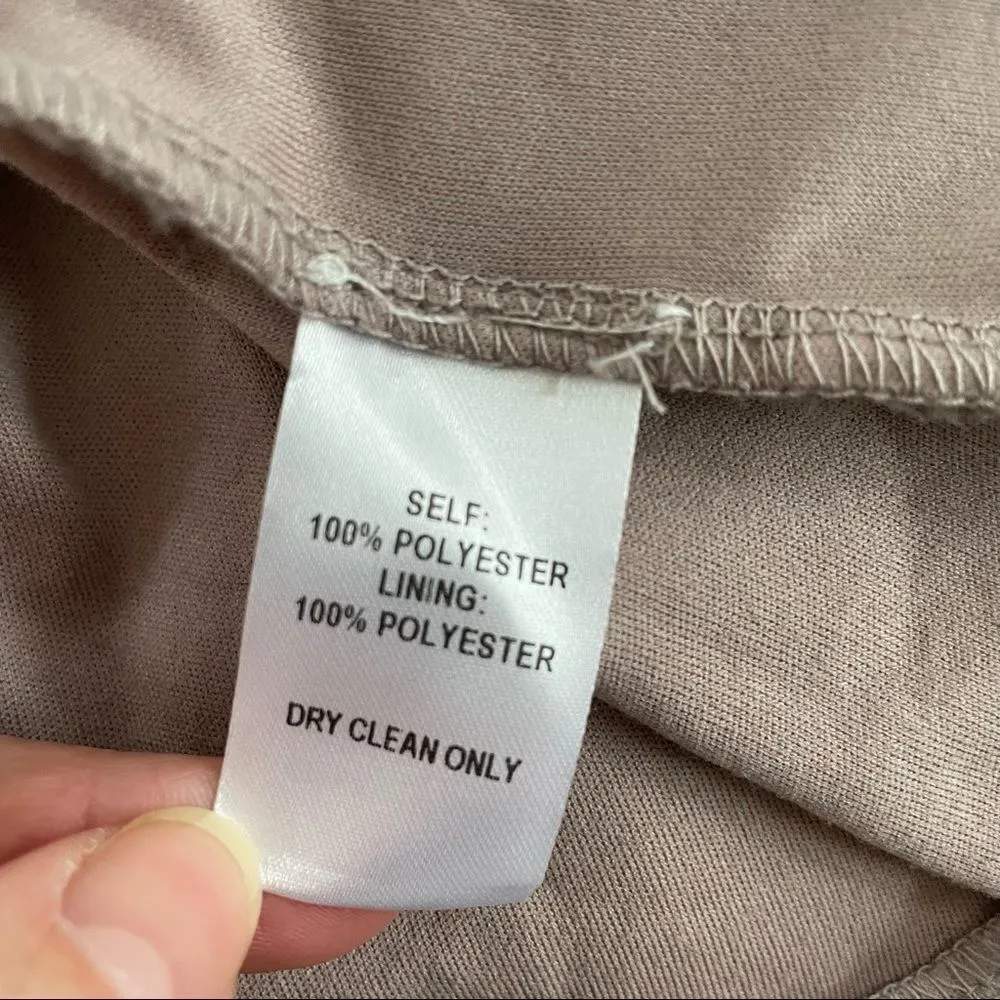 SELF:
100% POLYESTER
LINING:
100% POLYESTER
DRY CLEAN ONLY